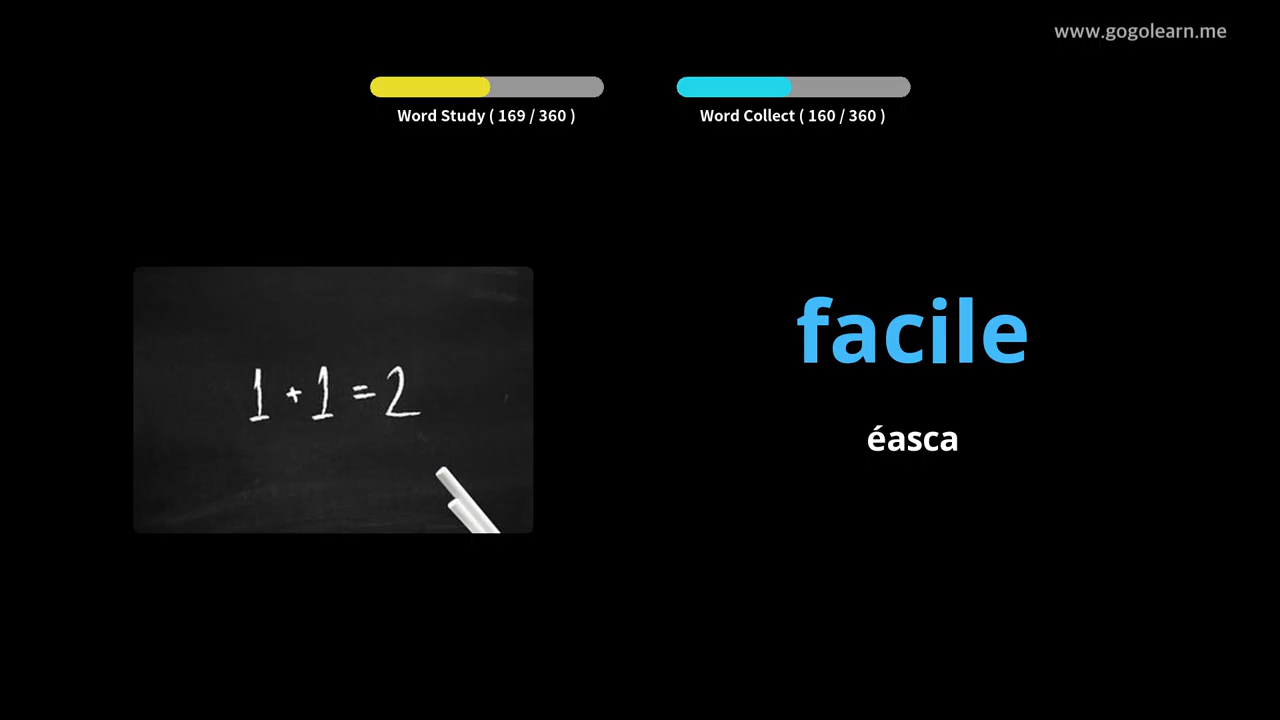 www.gogolearn.me
Word Study ( 169 / 360 )
Word Collect ( 160 / 360 )
1 + 1 = 2
facile
éasca